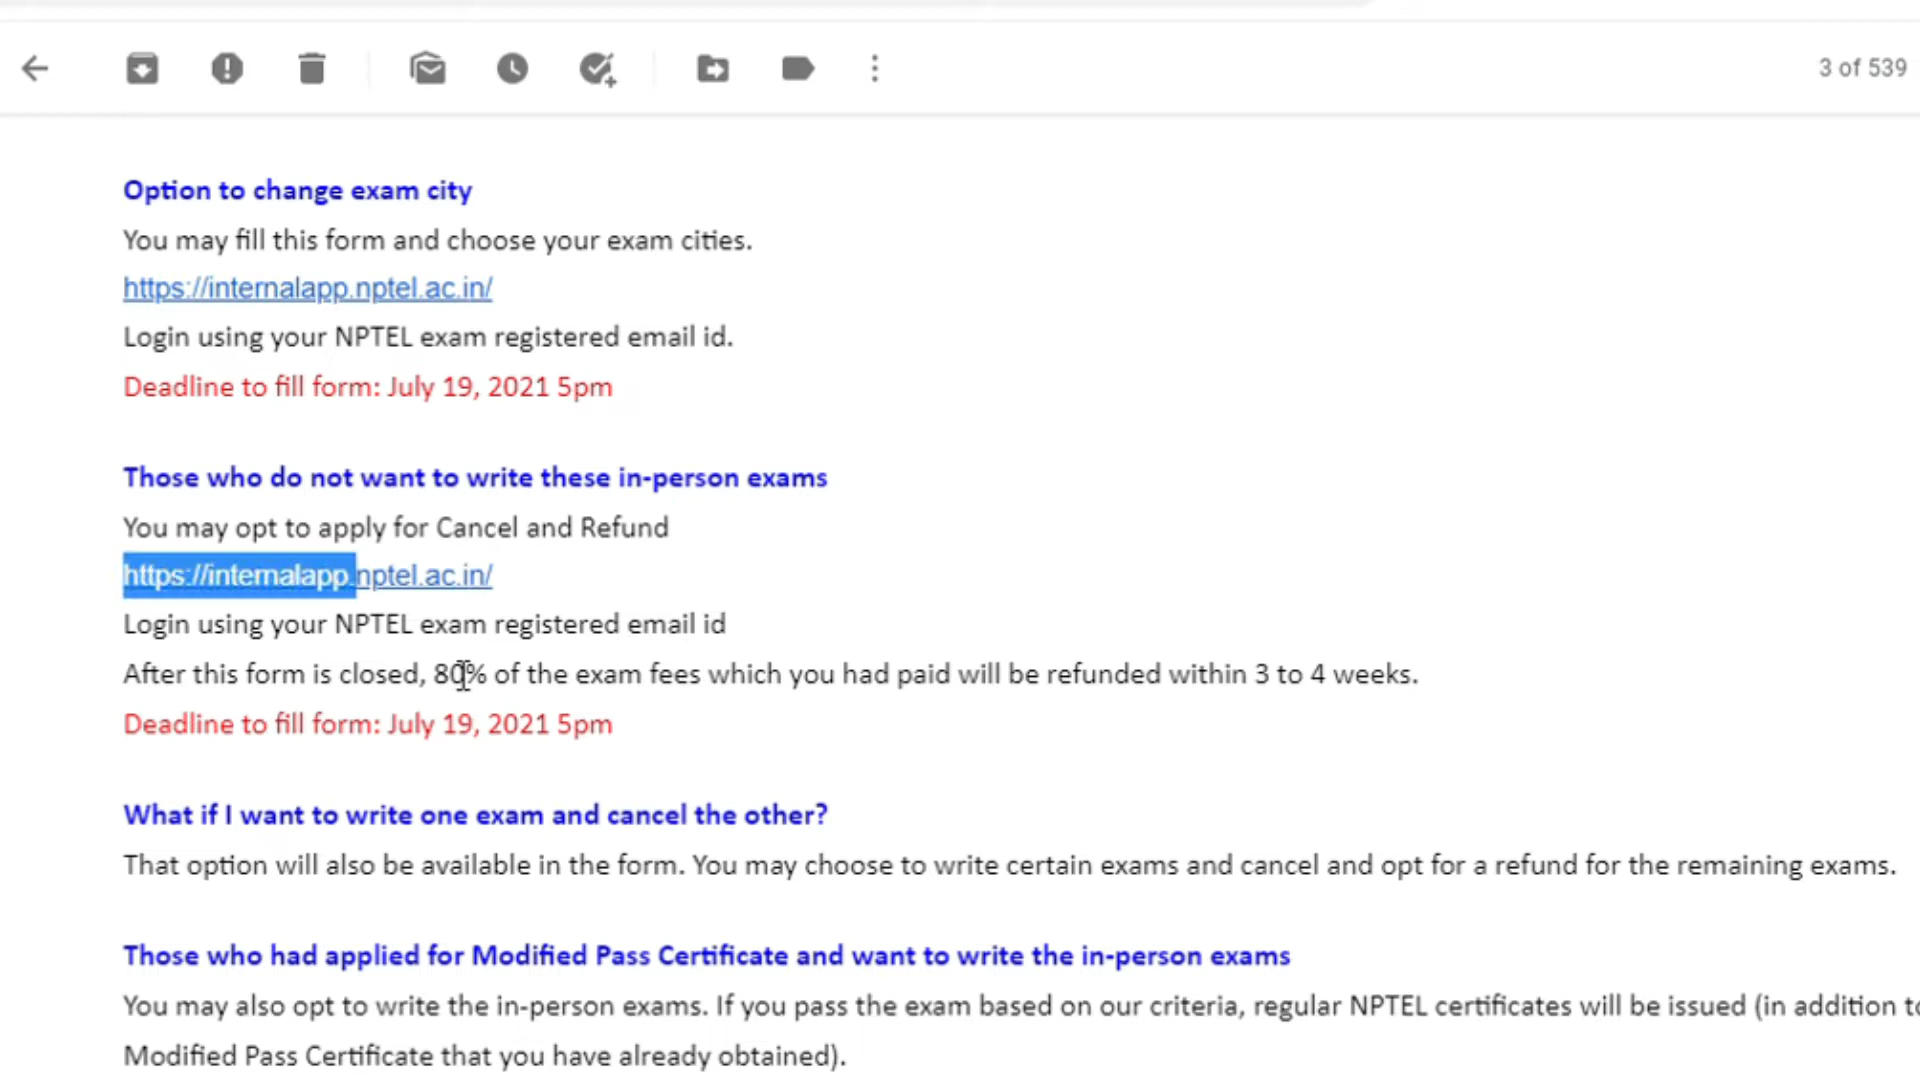 3 of 539
Option to change exam city
You may fill this form and choose your exam cities.
https://internalapp.nptel.ac.in/
Login using your NPTEL exam registered email id.
Deadline to fill form: July 19, 2021 5pm
Those who do not want to write these in-person exams
You may opt to apply for Cancel and Refund
https://internalapp.nptel.ac.in/
Login using your NPTEL exam registered email id
After this form is closed, 80% of the exam fees which you had paid will be refunded within 3 to 4 weeks.
Deadline to fill form: July 19, 2021 5pm
What if I want to write one exam and cancel the other?
That option will also be available in the form. You may choose to write certain exams and cancel and opt for a refund for the remaining exams.
Those who had applied for Modified Pass Certificate and want to write the in-person exams
You may also opt to write the in-person exams. If you pass the exam based on our criteria, regular NPTEL certificates will be issued (in addition
Modified Pass Certificate that you have already obtained).